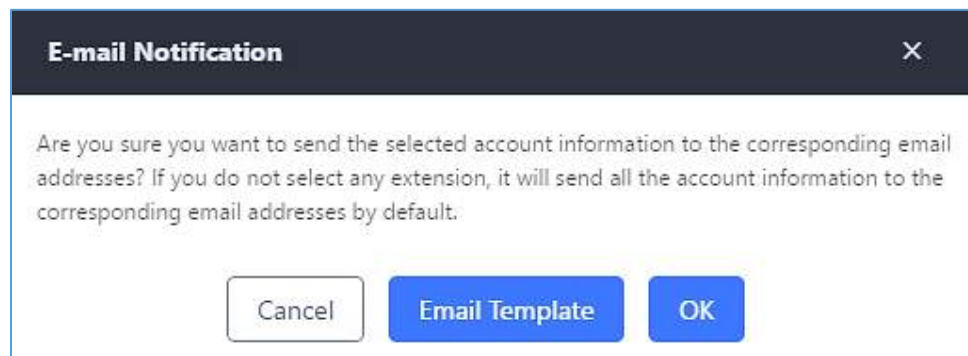 E-mail Notification ×
Are you sure you want to send the selected account information to the corresponding email
addresses? If you do not select any extension, it will send all the account information to the
corresponding email addresses by default.
Cancel Email Template OK